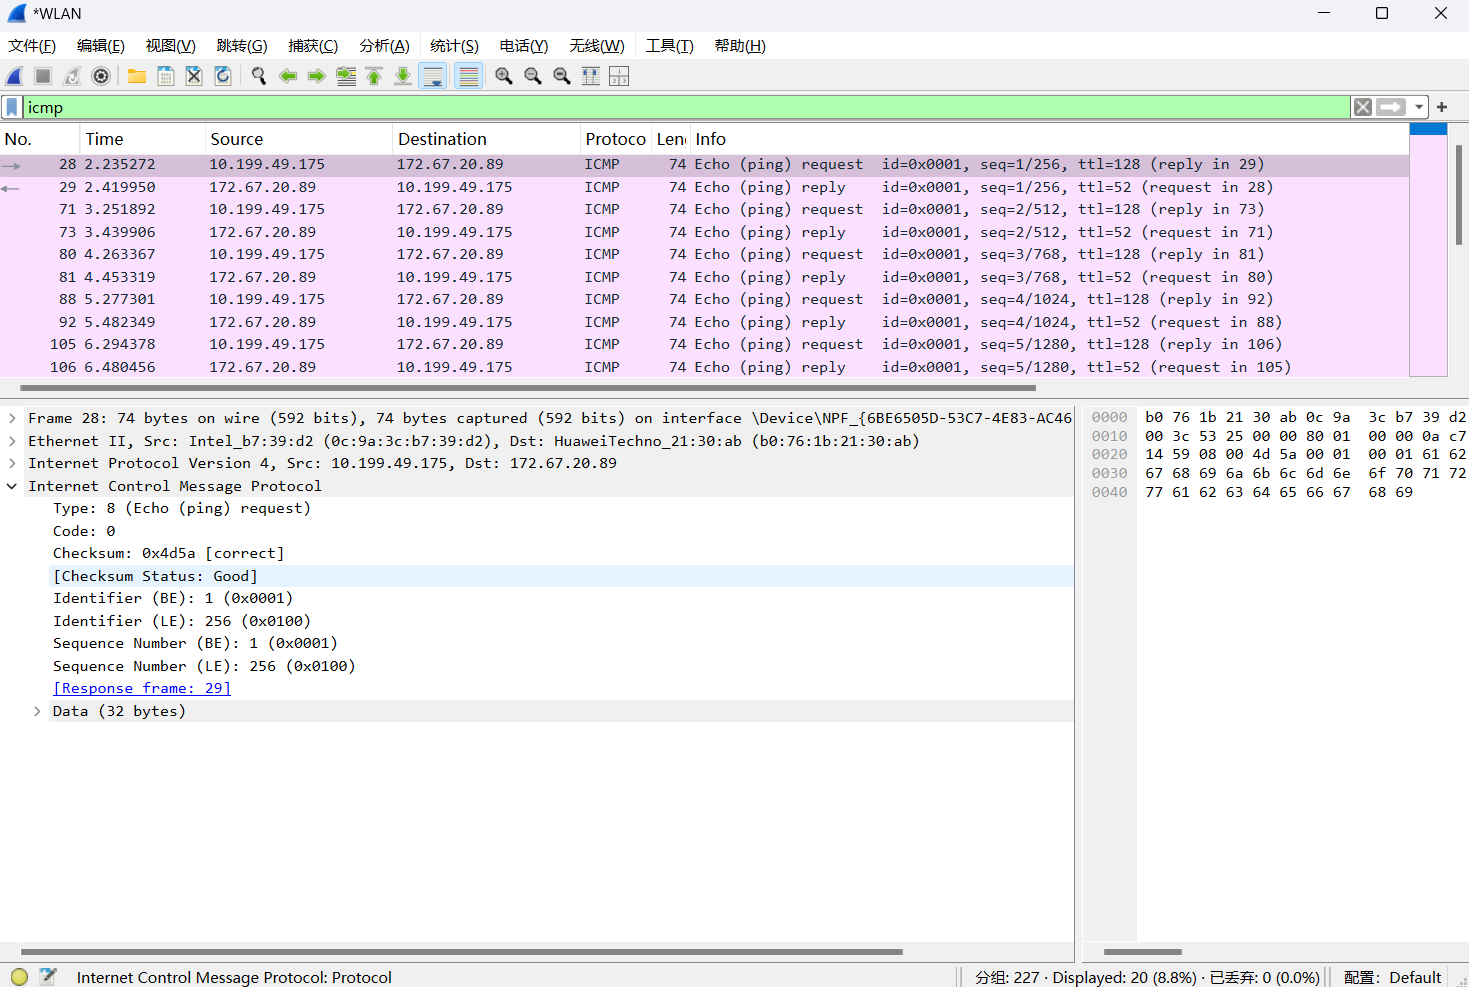 *WLAN
文件(F) 编辑(E) 视图(V) 跳转(G) 捕获(C) 分析(A) 统计(S) 电话(Y) 无线(W) 工具(T) 帮助(H)
icmp
No. Time Source Destination Protoco Len Info
28 2.235272 10.199.49.175 172.67.20.89 ICMP 74 Echo (ping) request id=0x0001, seq=1/256, ttl=128 (reply in 29)
29 2.419950 172.67.20.89 10.199.49.175 ICMP 74 Echo (ping) reply id=0x0001, seq=1/256, ttl=52 (request in 28)
71 3.251892 10.199.49.175 172.67.20.89 ICMP 74 Echo (ping) request id=0x0001, seq=2/512, ttl=128 (reply in 73)
73 3.439906 172.67.20.89 10.199.49.175 ICMP 74 Echo (ping) reply id=0x0001, seq=2/512, ttl=52 (request in 71)
80 4.263367 10.199.49.175 172.67.20.89 ICMP 74 Echo (ping) request id=0x0001, seq=3/768, ttl=128 (reply in 81)
81 4.453319 172.67.20.89 10.199.49.175 ICMP 74 Echo (ping) reply id=0x0001, seq=3/768, ttl=52 (request in 80)
88 5.277301 10.199.49.175 172.67.20.89 ICMP 74 Echo (ping) request id=0x0001, seq=4/1024, ttl=128 (reply in 92)
92 5.482349 172.67.20.89 10.199.49.175 ICMP 74 Echo (ping) reply id=0x0001, seq=4/1024, ttl=52 (request in 88)
105 6.294378 10.199.49.175 172.67.20.89 ICMP 74 Echo (ping) request id=0x0001, seq=5/1280, ttl=128 (reply in 106)
106 6.480456 172.67.20.89 10.199.49.175 ICMP 74 Echo (ping) reply id=0x0001, seq=5/1280, ttl=52 (request in 105)
Frame 28: 74 bytes on wire (592 bits), 74 bytes captured (592 bits) on interface \Device\NPF_{6BE6505D-53C7-4E83-AC46
Ethernet II, Src: Intel_b7:39:d2 (0c:9a:3c:b7:39:d2), Dst: HuaweiTechno_21:30:ab (b0:76:1b:21:30:ab)
Internet Protocol Version 4, Src: 10.199.49.175, Dst: 172.67.20.89
Internet Control Message Protocol
Type: 8 (Echo (ping) request)
Code: 0
Checksum: 0x4d5a [correct]
[Checksum Status: Good]
Identifier (BE): 1 (0x0001)
Identifier (LE): 256 (0x0100)
Sequence Number (BE): 1 (0x0001)
Sequence Number (LE): 256 (0x0100)
[Response frame: 29]
Data (32 bytes)
0000 b0 76 1b 21 30 ab 0c 9a 3c b7 39 d2
0010 00 3c 53 25 00 00 80 01 00 00 0a c7
0020 14 59 08 00 4d 5a 00 01 00 01 61 62
0030 67 68 69 6a 6b 6c 6d 6e 6f 70 71 72
0040 77 61 62 63 64 65 66 67 68 69
Internet Control Message Protocol: Protocol
分组: 227 · Displayed: 20 (8.8%) · 已丢弃: 0 (0.0%)
配置: Default